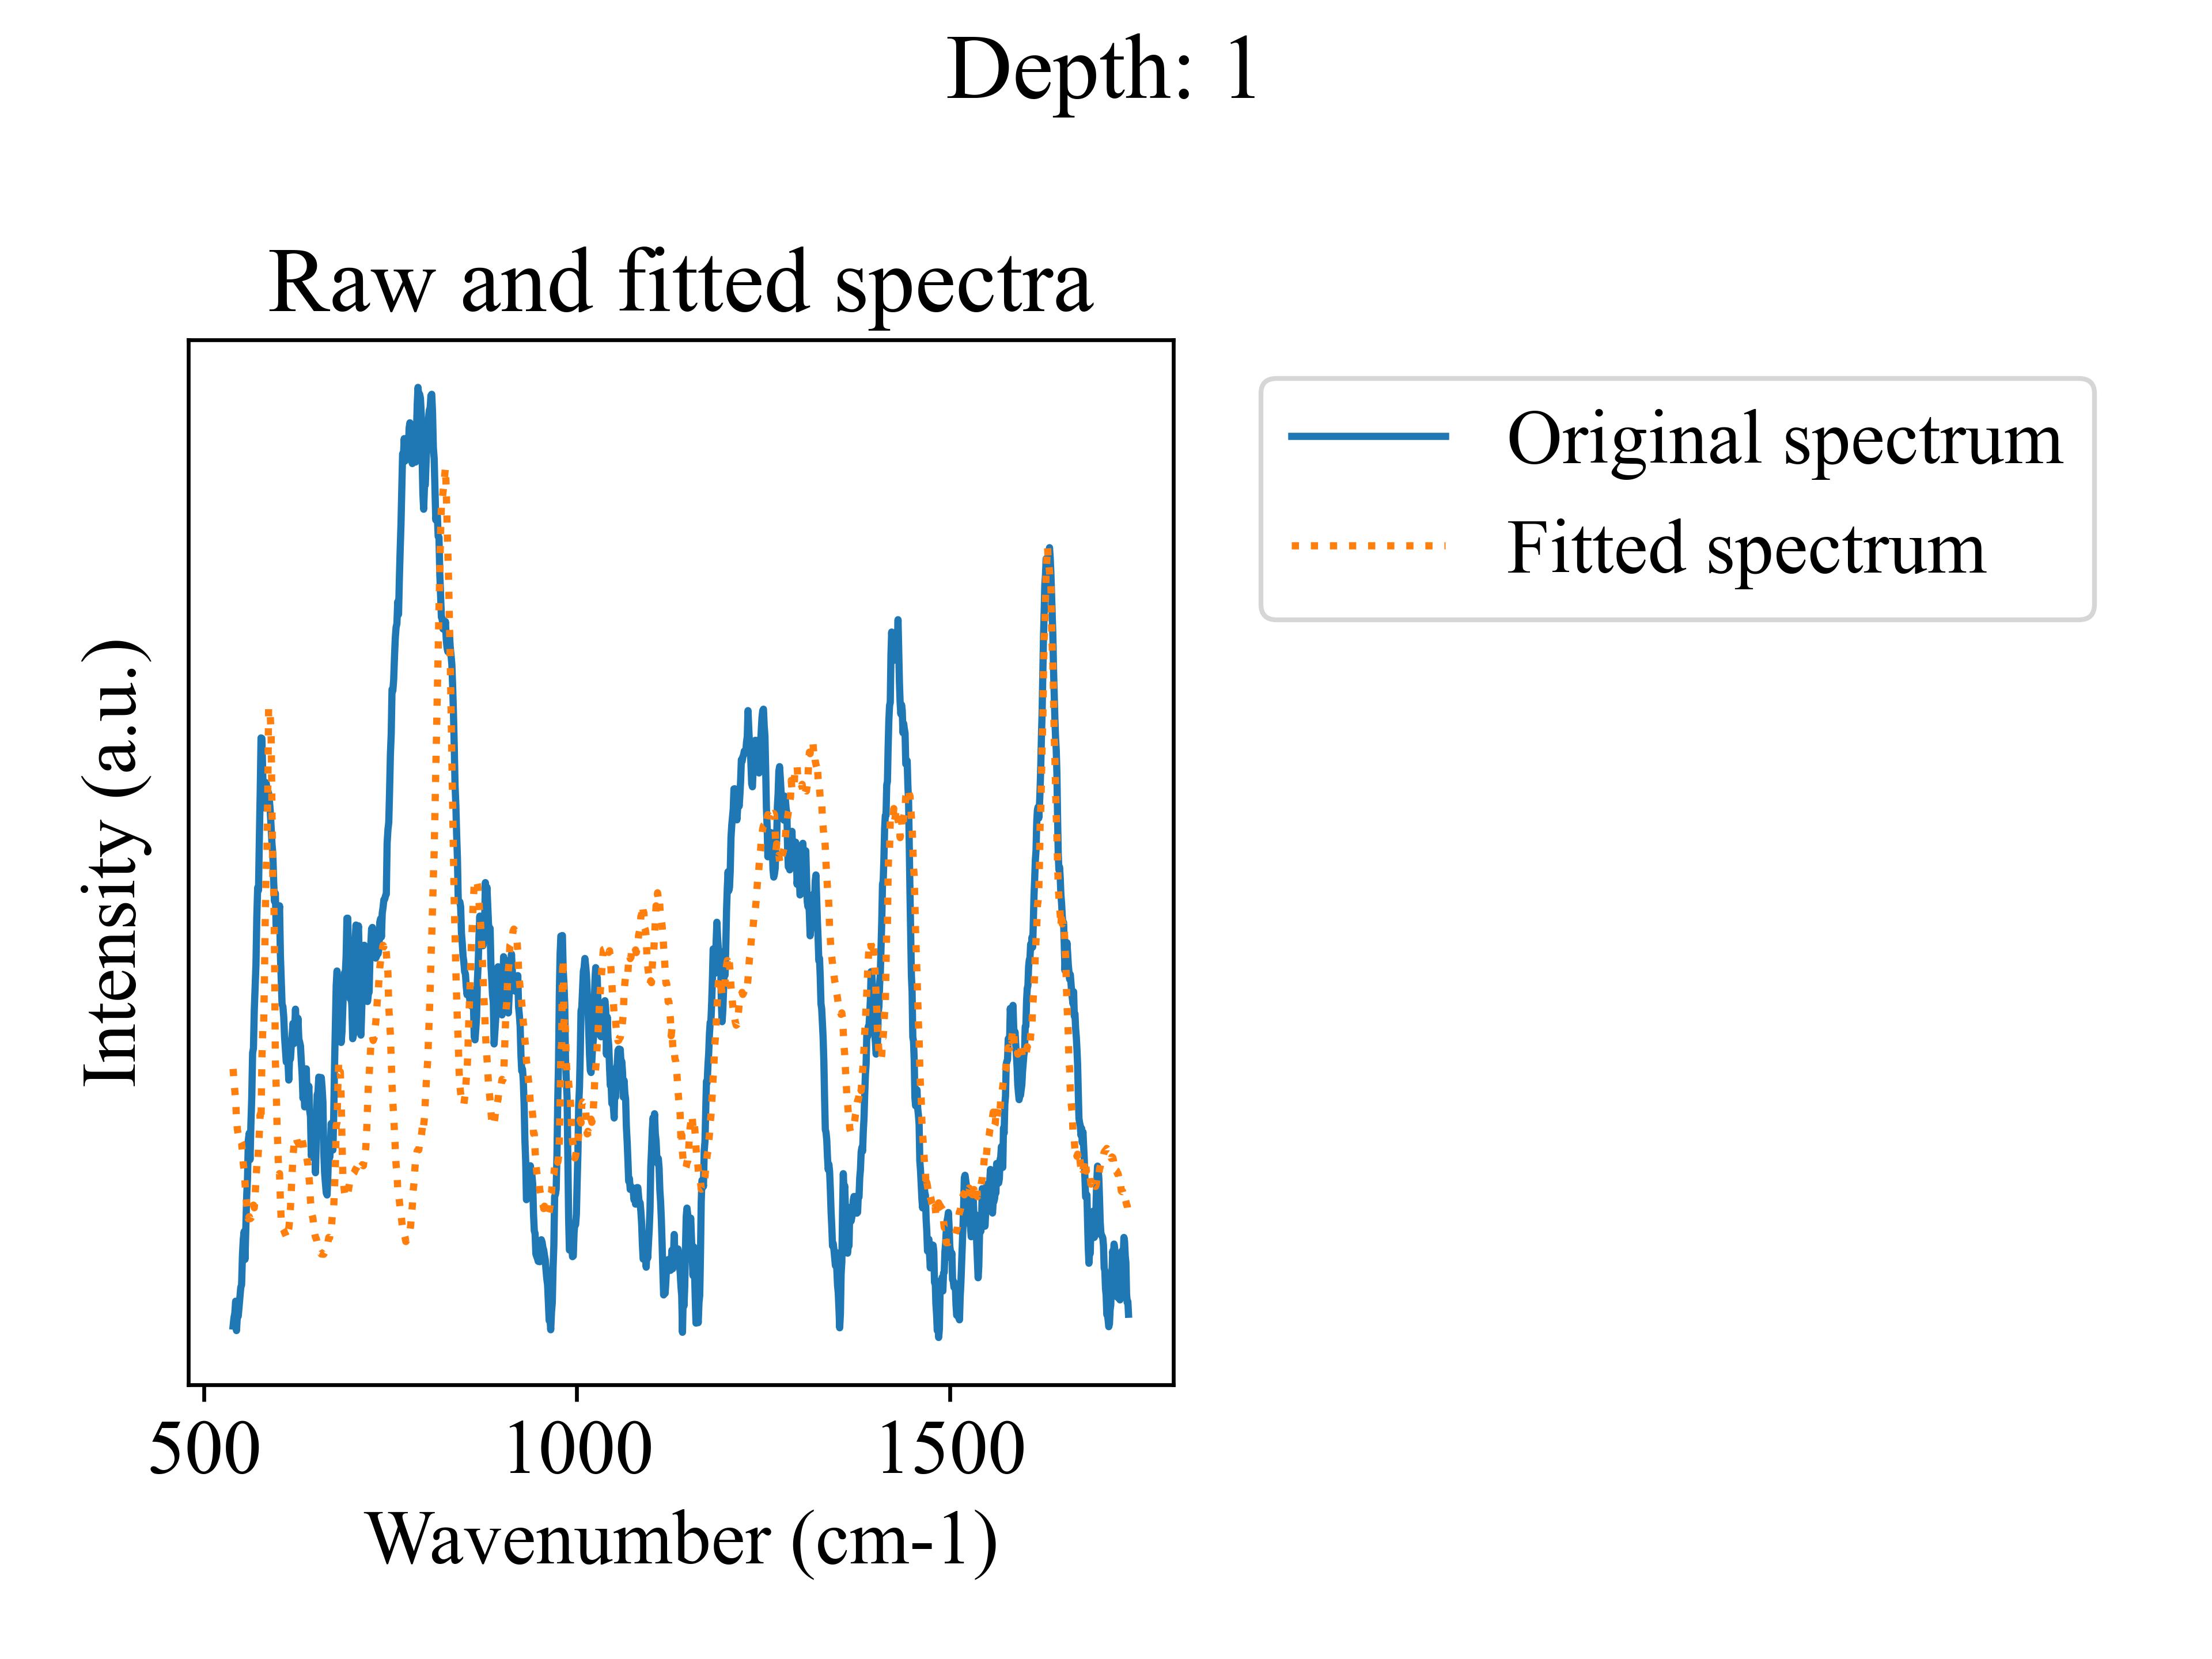 Depth: 1
Raw and fitted spectra
Original spectrum
Fitted spectrum
Intensity (a.u.)
500 1000 1500
Wavenumber (cm-1)